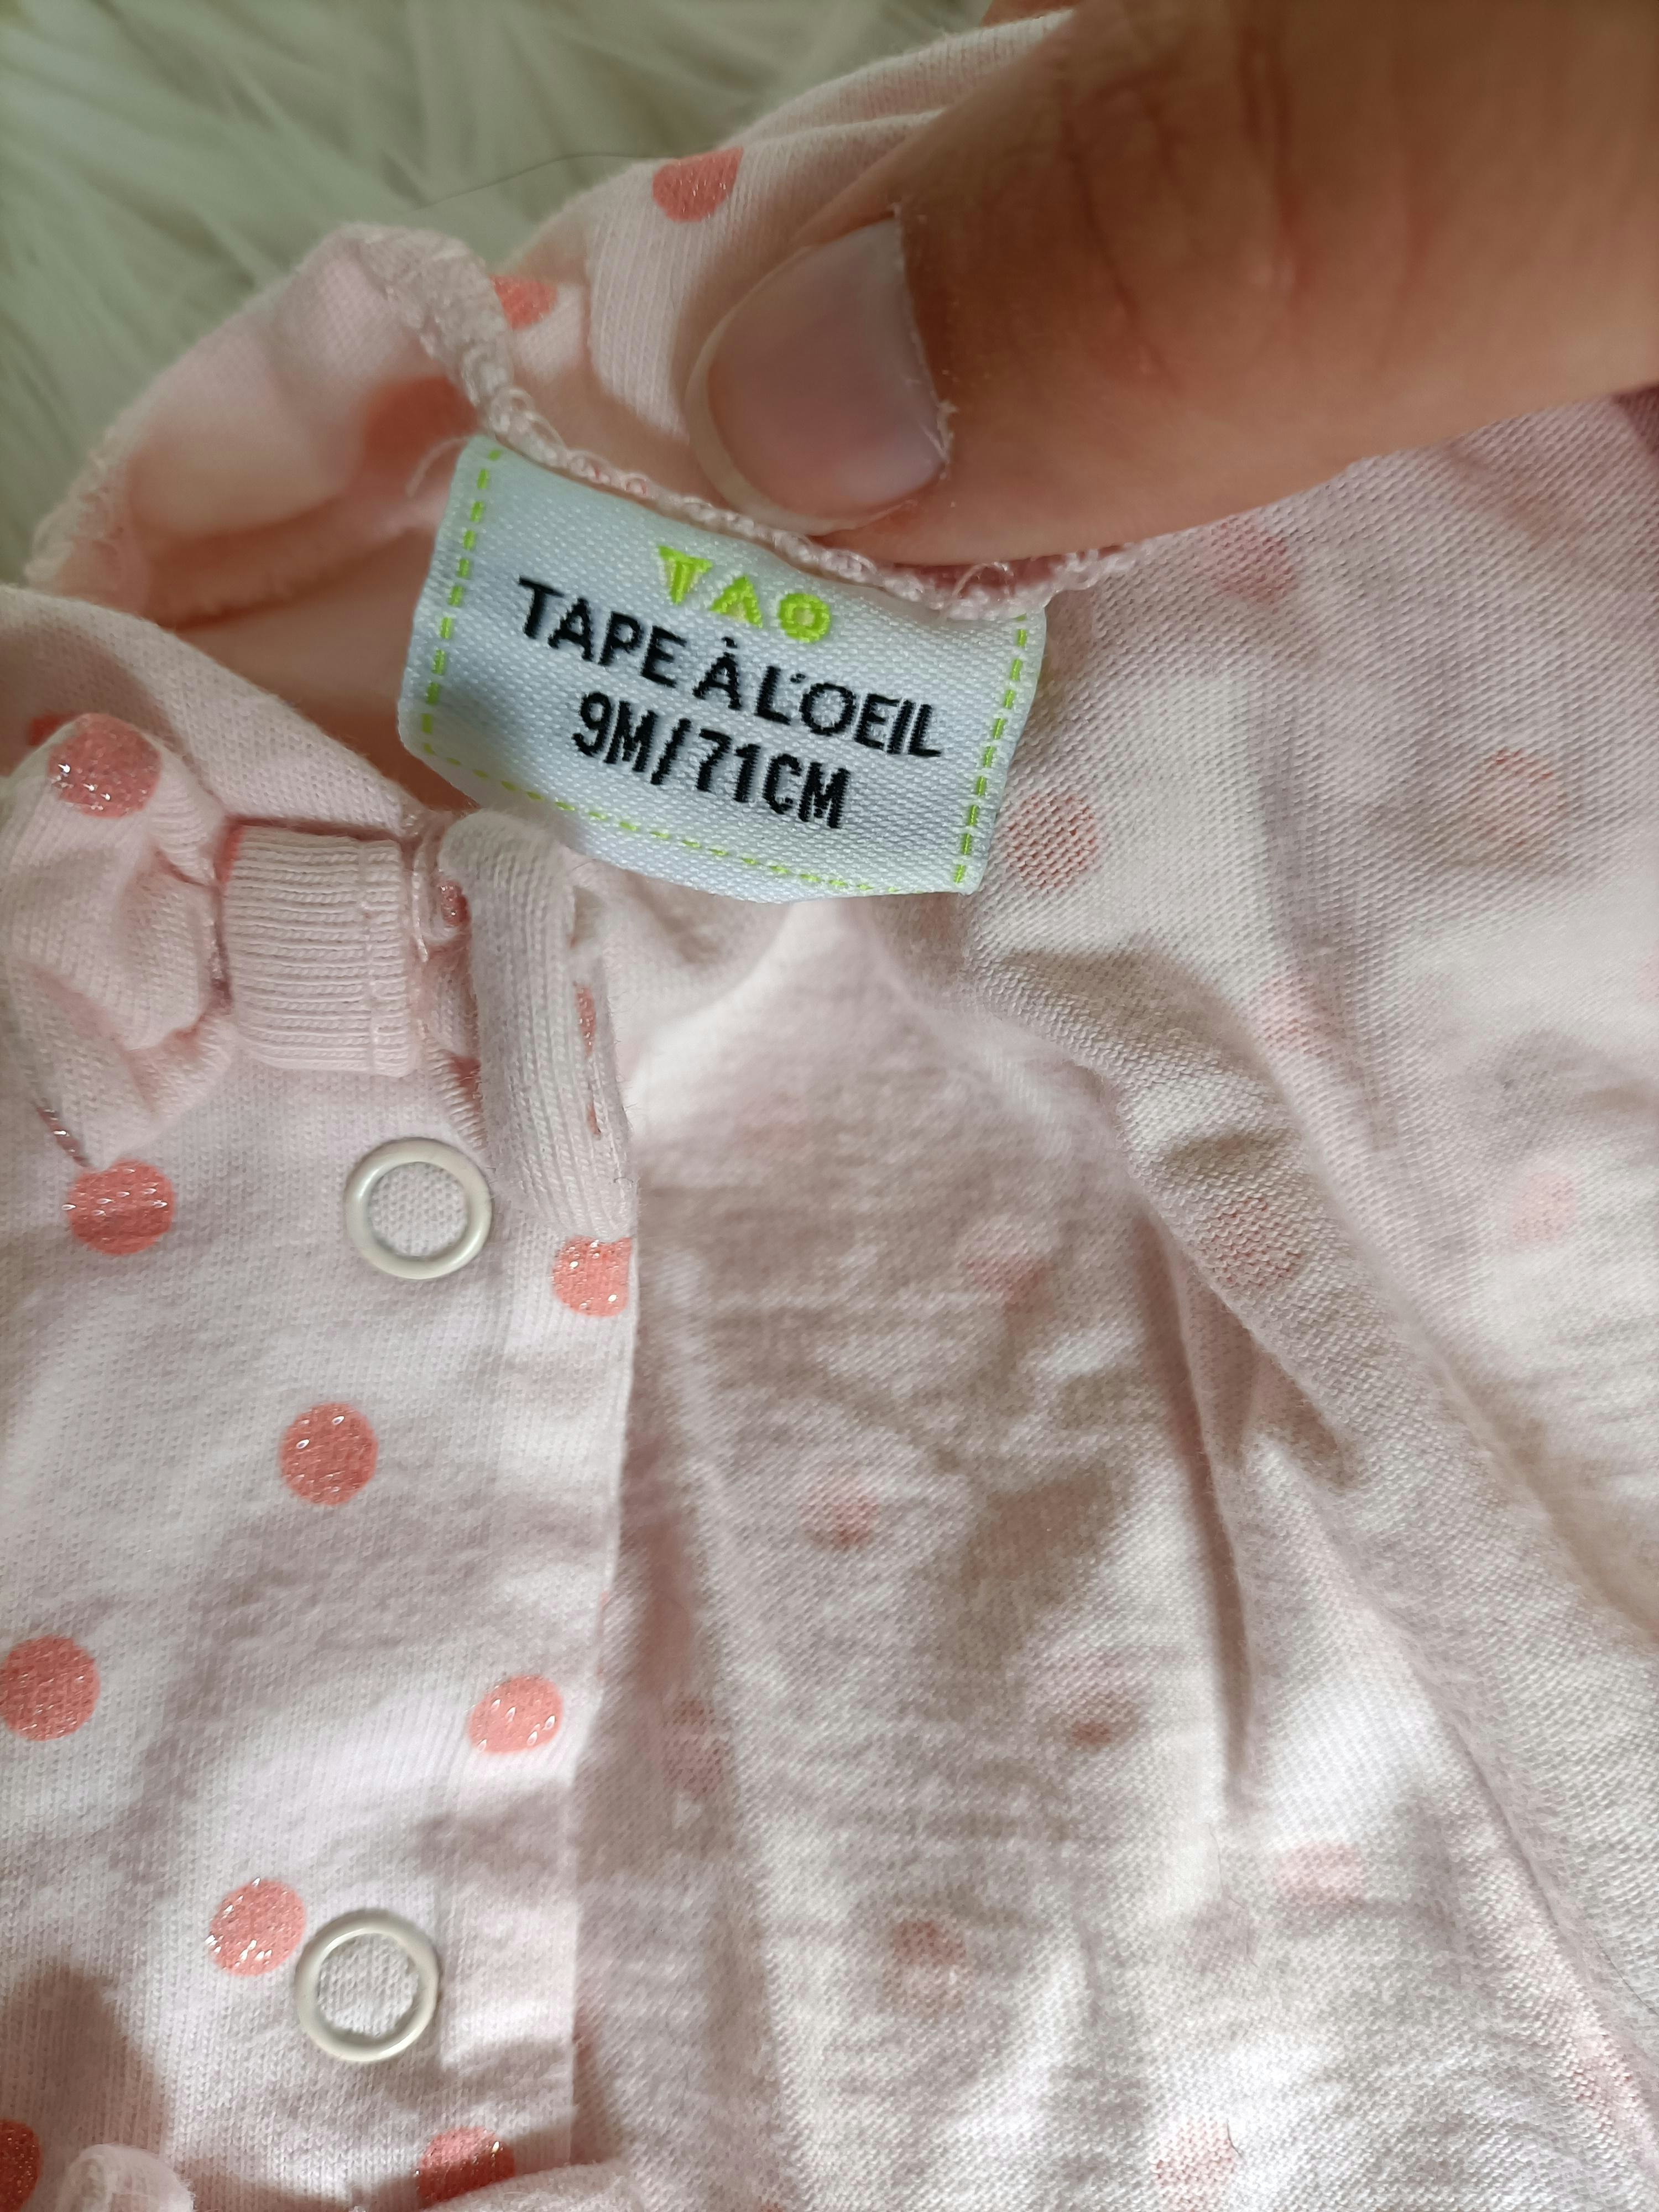 TAO
TAPE À L'OEIL
9M/71CM